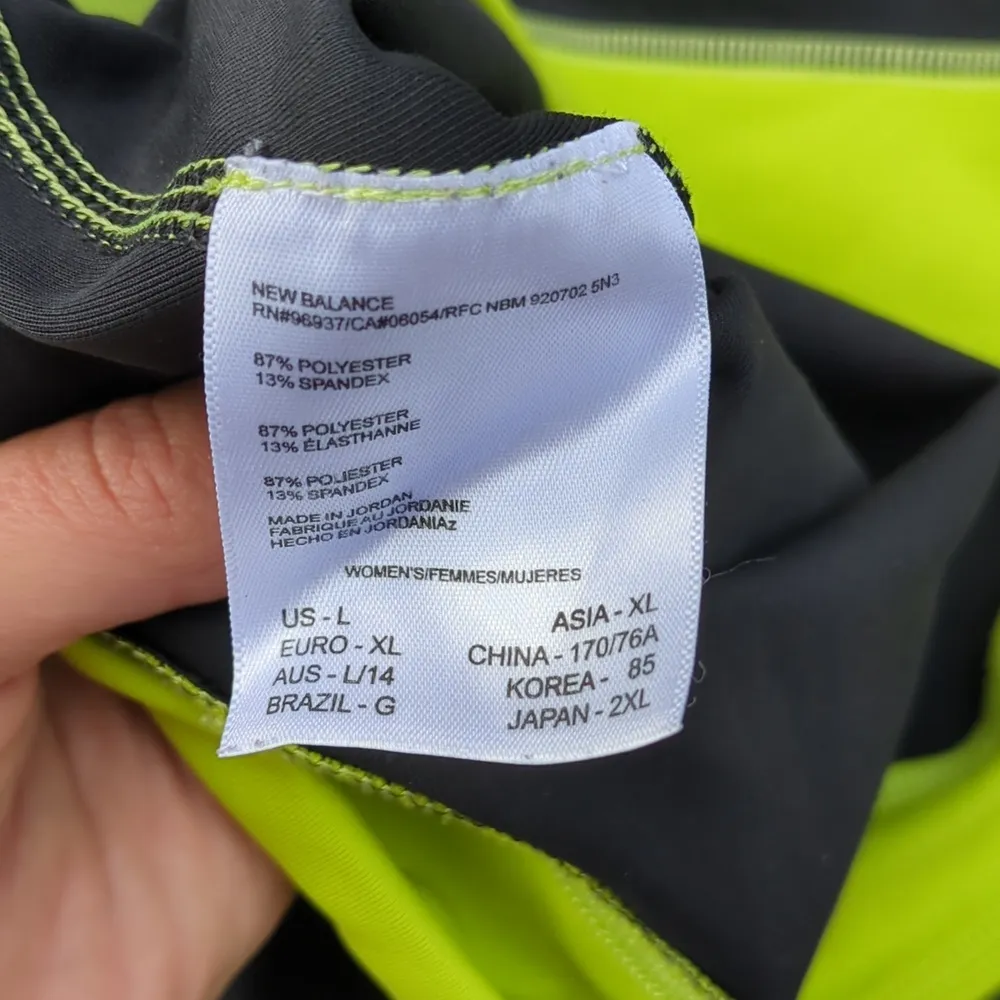 NEW BALANCE
RN#96937/CA#06054/RFC NBM 920702 5N3
87% POLYESTER
13% SPANDEX
87% POLYESTER
13% ÉLASTHANNE
87% POLIESTER
13% SPANDEX
MADE IN JORDAN
FABRIQUE AU JORDANIE
HECHO EN JORDANIAz
WOMEN'S/FEMMES/MUJERES
US - L
EURO - XL
AUS - L/14
BRAZIL - G
ASIA - XL
CHINA - 170/76A
KOREA - 85
JAPAN - 2XL